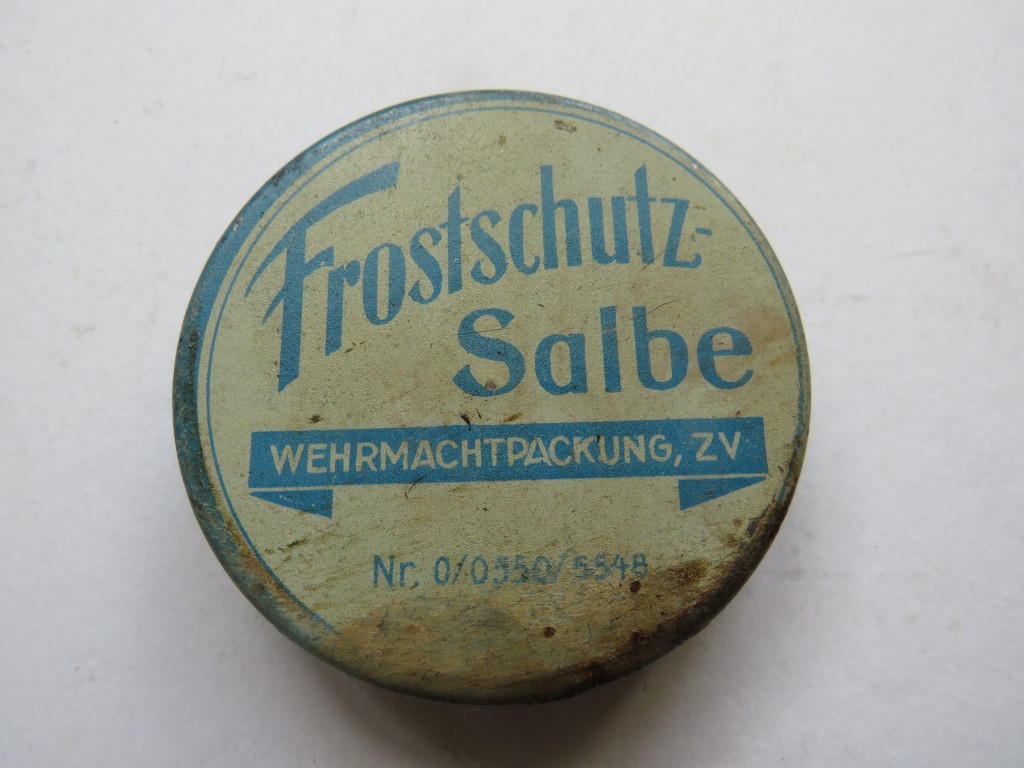 Frostschutz-
Salbe
WEHRMACHTPACKUNG, ZV
Nr. 0/0550/5548